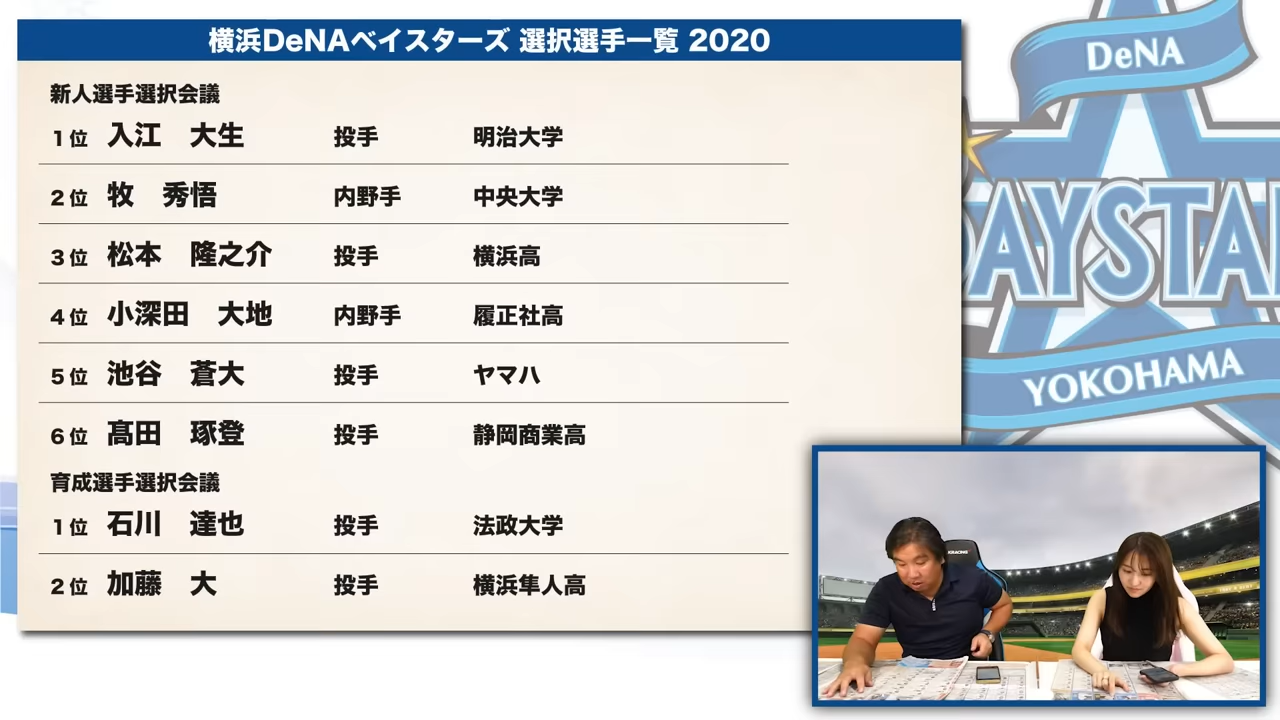 横浜DeNAベイスターズ 選択選手一覧 2020
新人選手選択会議
1位 入江 大生 投手 明治大学
2位 牧 秀悟 内野手 中央大学
3位 松本 隆之介 投手 横浜高
4位 小深田 大地 内野手 履正社高
5位 池谷 蒼大 投手 ヤマハ
6位 髙田 琢登 投手 静岡商業高
育成選手選択会議
1位 石川 達也 投手 法政大学
2位 加藤 大 投手 横浜隼人高
DeNA
BAYSTA
YOKOHAMA